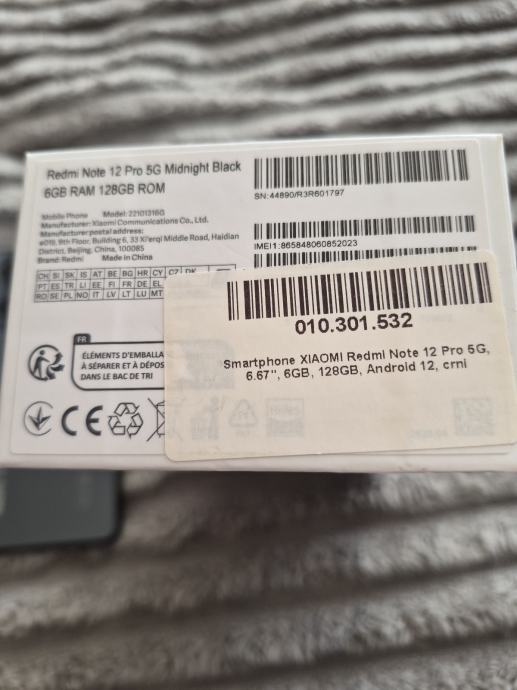 Redmi Note 12 Pro 5G Midnight Black
6GB RAM 128GB ROM
SN: 44890/R3R601797
Mobile Phone Model: 22101316G
Manufacturer: Xiaomi Communications Co., Ltd.
Manufacturer postal address:
#019, 9th Floor, Building 6, 33 Xi'erqi Middle Road, Haidian
District, Beijing, China, 100085
Brand: Redmi Made in China
IMEI1: 865848060852023
CH SI SK IS AT BE BG HR CY CZ DK
PT ES TR LI EE FI FR DE EL
RO SE PL NO IT LV LT LU MT
010.301.532
Smartphone XIAOMI Redmi Note 12 Pro 5G,
6.67", 6GB, 128GB, Android 12, crni
FR
ÉLÉMENTS D'EMBALLA
À SÉPARER ET À DÉPOS
DANS LE BAC DE TRI
CE